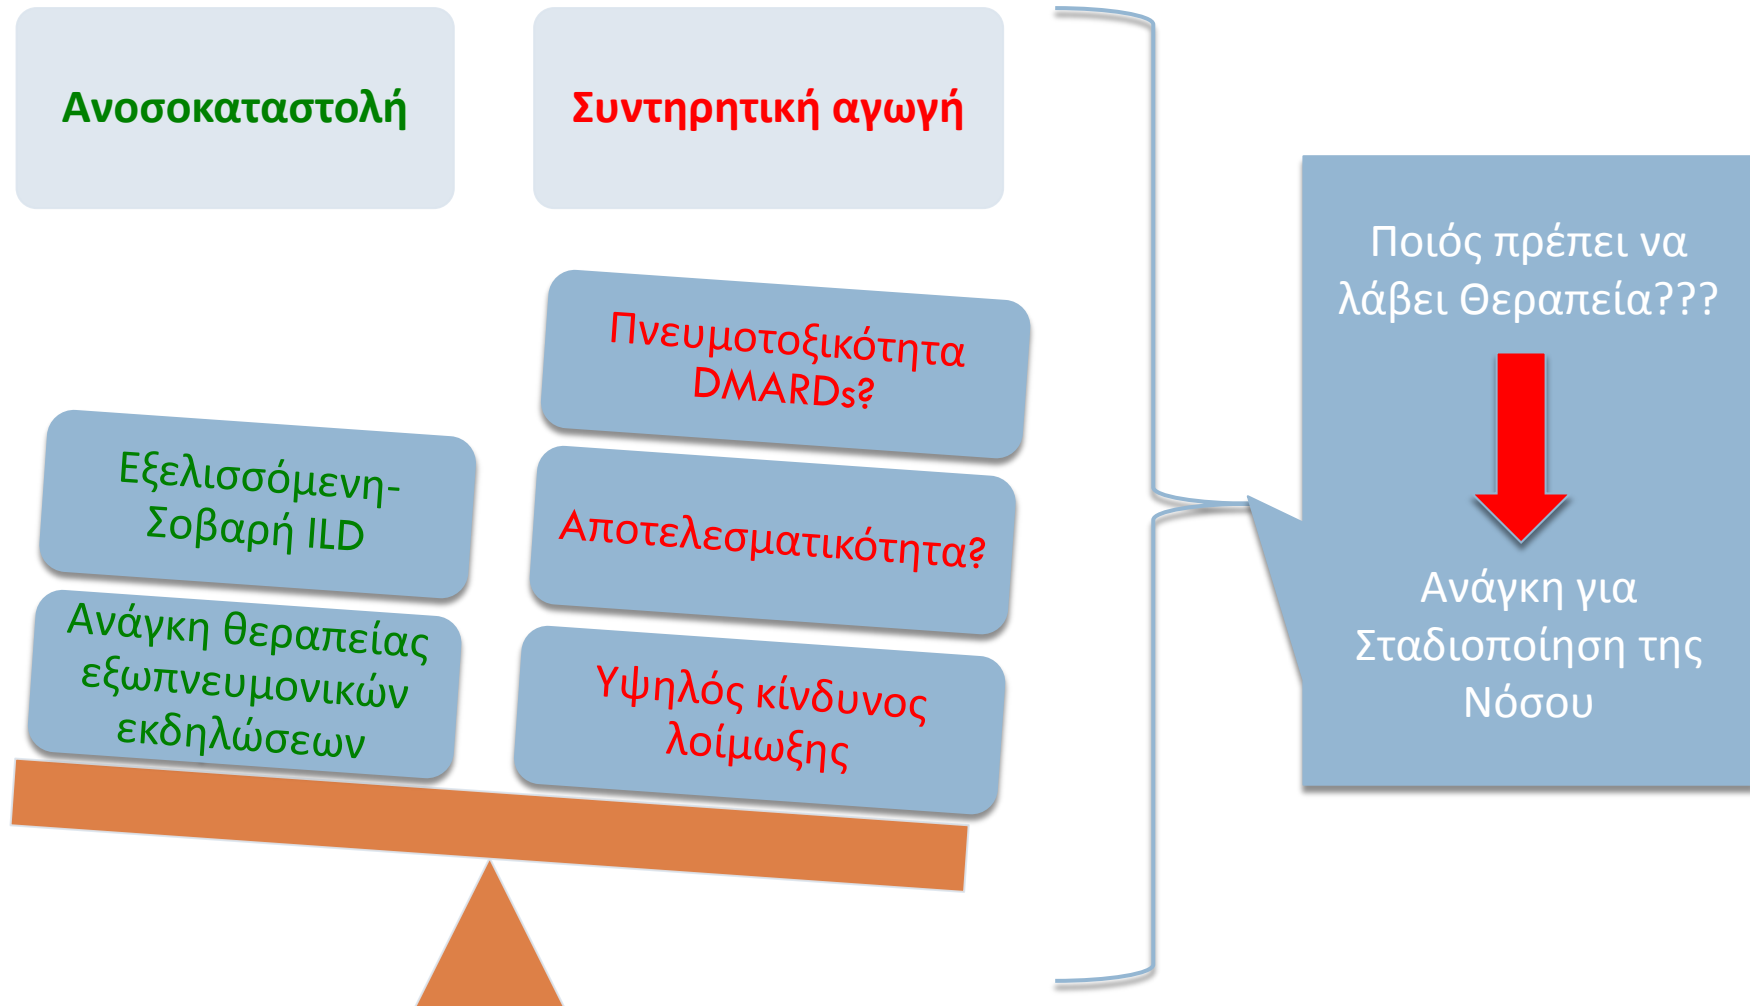 Ανοσοκαταστολή
Συντηρητική αγωγή
Εξελισσόμενη-
Σοβαρή ILD
Ανάγκη θεραπείας
εξωπνευμονικών
εκδηλώσεων
Πνευμοτοξικότητα
DMARDs?
Αποτελεσματικότητα?
Υψηλός κίνδυνος
λοίμωξης
Ποιός πρέπει να
λάβει Θεραπεία???
Ανάγκη για
Σταδιοποίηση της
Νόσου